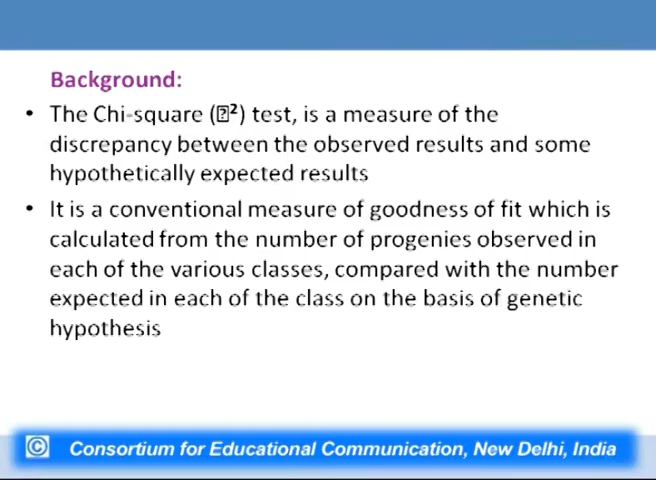 Background:
• The Chi-square (⍰²) test, is a measure of the
discrepancy between the observed results and some
hypothetically expected results
• It is a conventional measure of goodness of fit which is
calculated from the number of progenies observed in
each of the various classes, compared with the number
expected in each of the class on the basis of genetic
hypothesis
© Consortium for Educational Communication, New Delhi, India